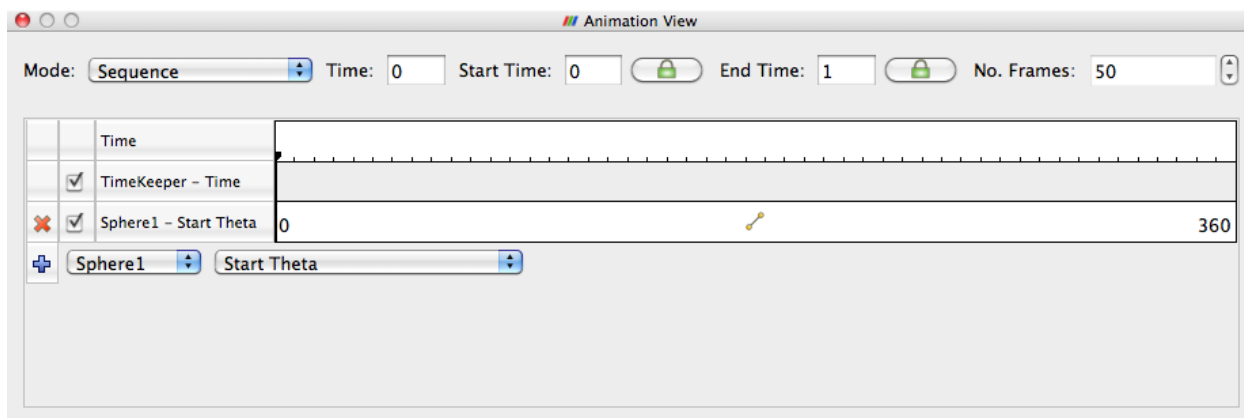 Animation View
Mode: Sequence Time: 0 Start Time: 0 End Time: 1 No. Frames: 50
Time
TimeKeeper – Time
Sphere1 – Start Theta 0 360
Sphere1 Start Theta